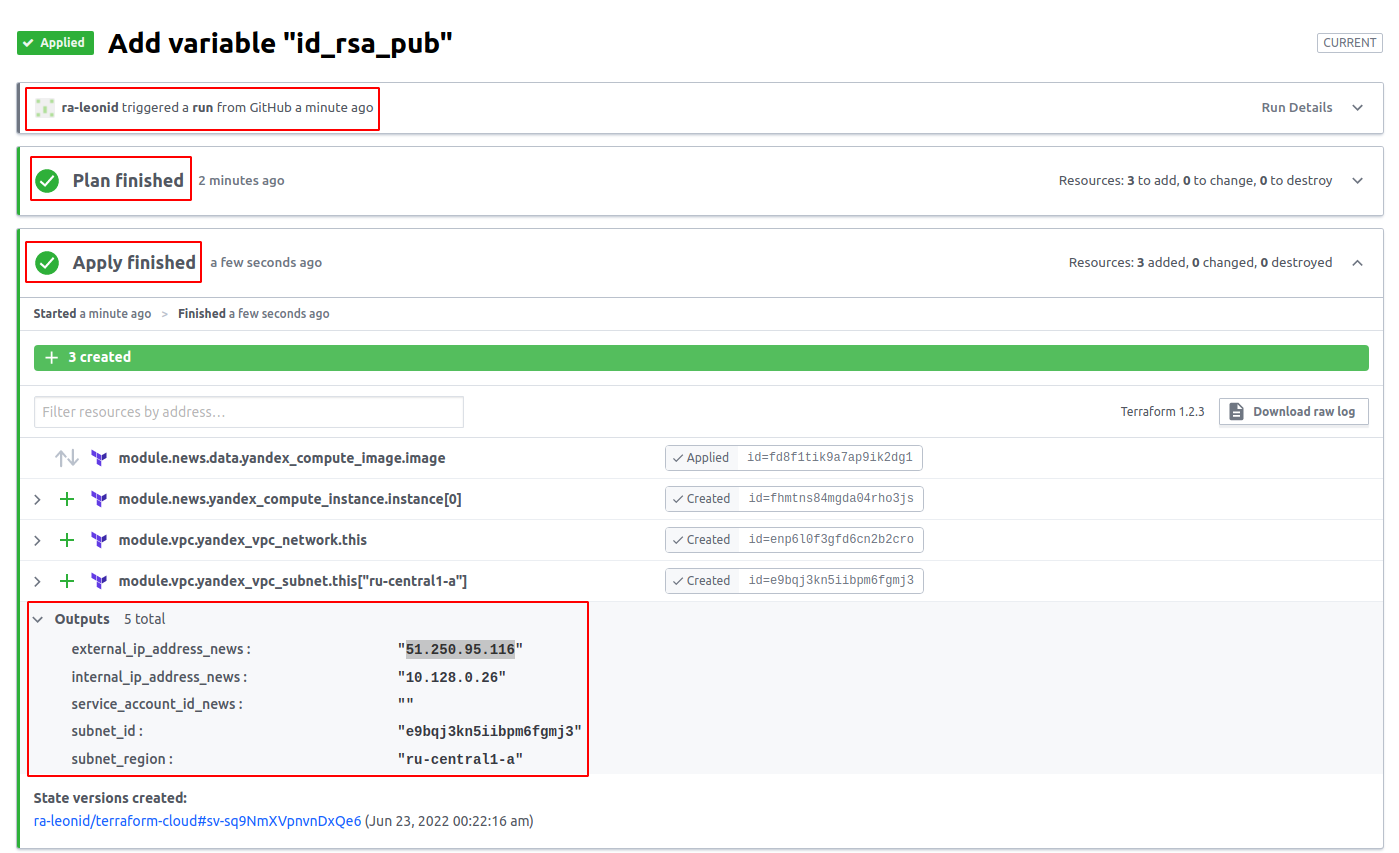 Applied Add variable "id_rsa_pub" CURRENT
ra-leonid triggered a run from GitHub a minute ago Run Details
Plan finished 2 minutes ago Resources: 3 to add, 0 to change, 0 to destroy
Apply finished a few seconds ago Resources: 3 added, 0 changed, 0 destroyed
Started a minute ago > Finished a few seconds ago
+ 3 created
Filter resources by address… Terraform 1.2.3 Download raw log
module.news.data.yandex_compute_image.image Applied id=fd8f1tik9a7ap9ik2dg1
module.news.yandex_compute_instance.instance[0] Created id=fhmtns84mgda04rho3js
module.vpc.yandex_vpc_network.this Created id=enp6l0f3gfd6cn2b2cro
module.vpc.yandex_vpc_subnet.this["ru-central1-a"] Created id=e9bqj3kn5iibpm6fgmj3
Outputs 5 total
external_ip_address_news : "51.250.95.116"
internal_ip_address_news : "10.128.0.26"
service_account_id_news : ""
subnet_id : "e9bqj3kn5iibpm6fgmj3"
subnet_region : "ru-central1-a"
State versions created:
ra-leonid/terraform-cloud#sv-sq9NmXVpnvnDxQe6 (Jun 23, 2022 00:22:16 am)